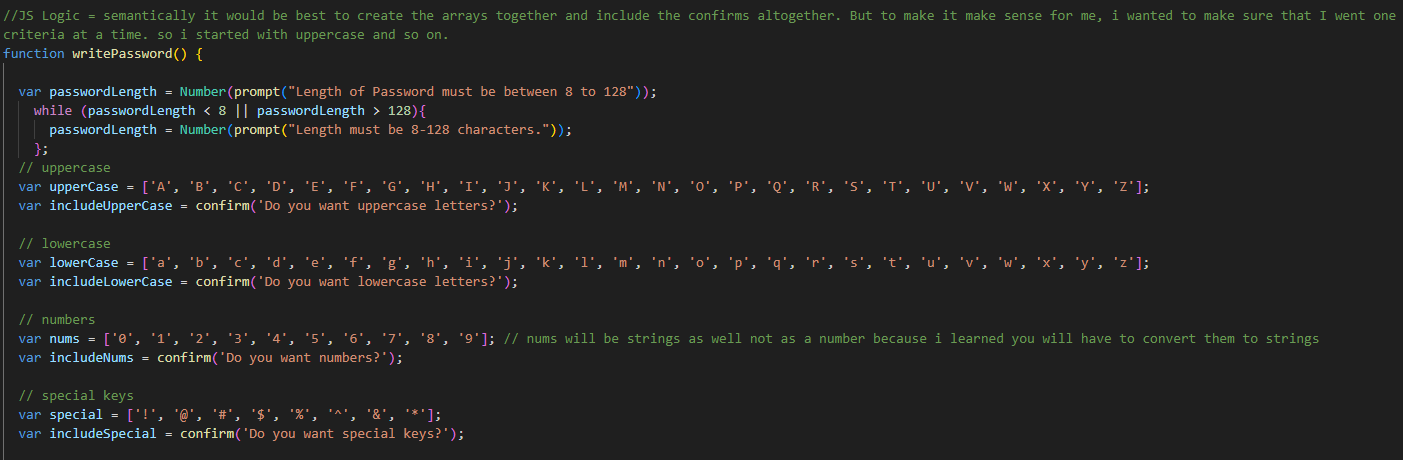 //JS Logic = semantically it would be best to create the arrays together and include the confirms altogether. But to make it make sense for me, i wanted to make sure that I went one
criteria at a time. so i started with uppercase and so on.
function writePassword() {
var passwordLength = Number(prompt("Length of Password must be between 8 to 128"));
while (passwordLength < 8 || passwordLength > 128){
passwordLength = Number(prompt("Length must be 8-128 characters."));
};
// uppercase
var upperCase = ['A', 'B', 'C', 'D', 'E', 'F', 'G', 'H', 'I', 'J', 'K', 'L', 'M', 'N', 'O', 'P', 'Q', 'R', 'S', 'T', 'U', 'V', 'W', 'X', 'Y', 'Z'];
var includeUpperCase = confirm('Do you want uppercase letters?');
// lowercase
var lowerCase = ['a', 'b', 'c', 'd', 'e', 'f', 'g', 'h', 'i', 'j', 'k', 'l', 'm', 'n', 'o', 'p', 'q', 'r', 's', 't', 'u', 'v', 'w', 'x', 'y', 'z'];
var includeLowerCase = confirm('Do you want lowercase letters?');
// numbers
var nums = ['0', '1', '2', '3', '4', '5', '6', '7', '8', '9']; // nums will be strings as well not as a number because i learned you will have to convert them to strings
var includeNums = confirm('Do you want numbers?');
// special keys
var special = ['!', '@', '#', '$', '%', '^', '&', '*'];
var includeSpecial = confirm('Do you want special keys?');